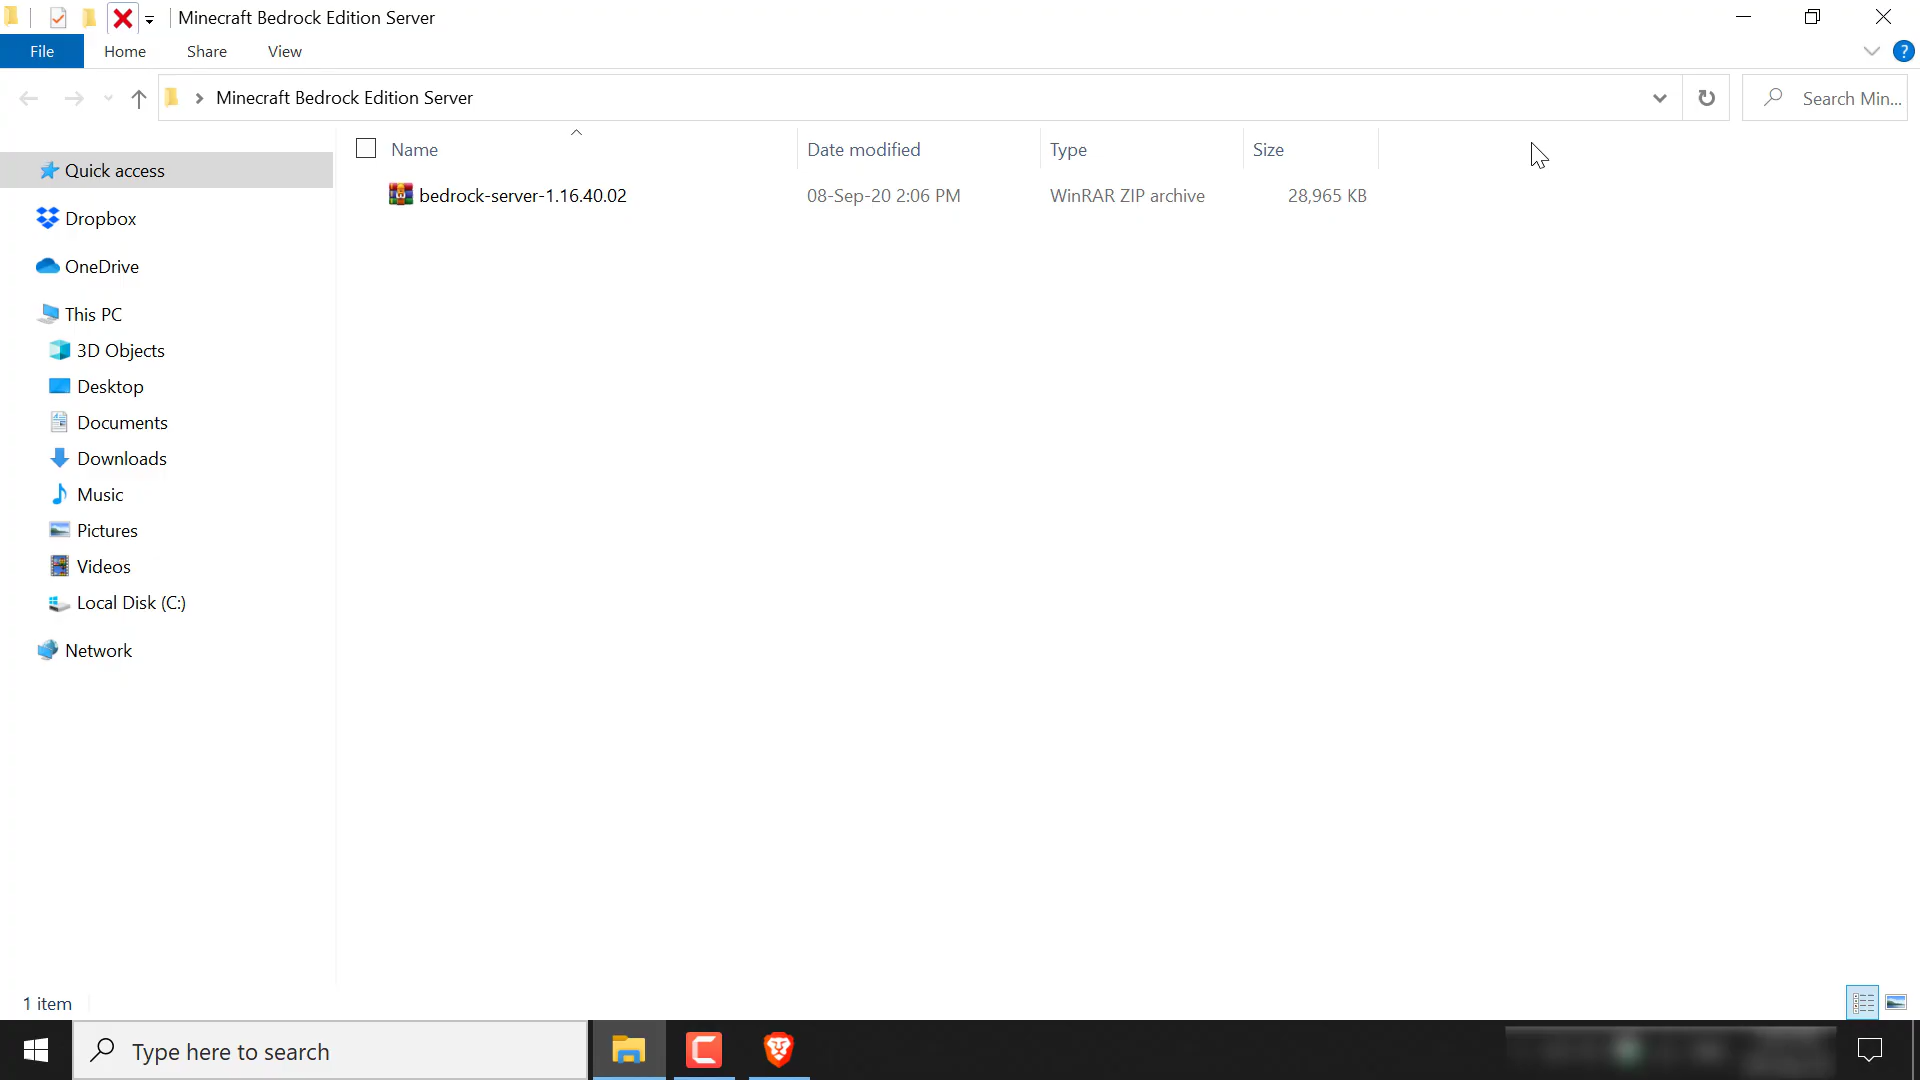 Minecraft Bedrock Edition Server
File Home Share View
Minecraft Bedrock Edition Server
Search Min...
Name Date modified Type Size
bedrock-server-1.16.40.02 08-Sep-20 2:06 PM WinRAR ZIP archive 28,965 KB
Quick access
Dropbox
OneDrive
This PC
3D Objects
Desktop
Documents
Downloads
Music
Pictures
Videos
Local Disk (C:)
Network
1 item
Type here to search